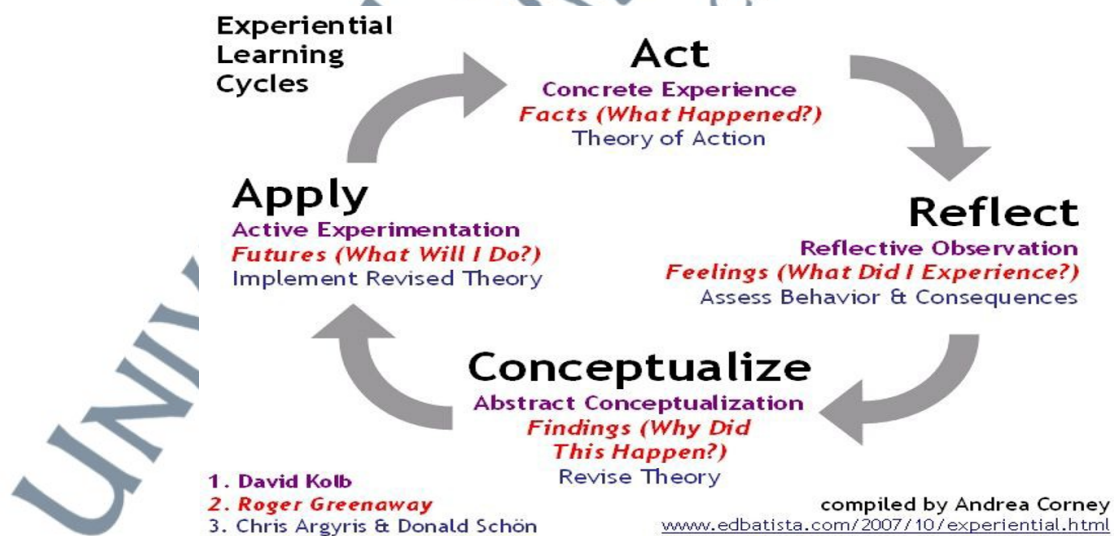 Experiential
Learning
Cycles
Act
Concrete Experience
Facts (What Happened?)
Theory of Action
Reflect
Reflective Observation
Feelings (What Did I Experience?)
Assess Behavior & Consequences
Conceptualize
Abstract Conceptualization
Findings (Why Did
This Happen?)
Revise Theory
Apply
Active Experimentation
Futures (What Will I Do?)
Implement Revised Theory
1. David Kolb
2. Roger Greenaway
3. Chris Argyris & Donald Schön
compiled by Andrea Corney
www.edbatista.com/2007/10/experiential.html
UNIV